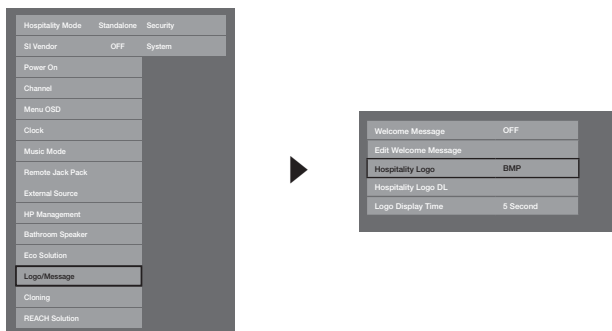 Hospitality Mode Standalone Security
SI Vendor OFF System
Power On
Channel
Menu OSD
Clock
Music Mode
Remote Jack Pack
External Source
HP Management
Bathroom Speaker
Eco Solution
Logo/Message
Cloning
REACH Solution
Welcome Message OFF
Edit Welcome Message
Hospitality Logo BMP
Hospitality Logo DL
Logo Display Time 5 Second